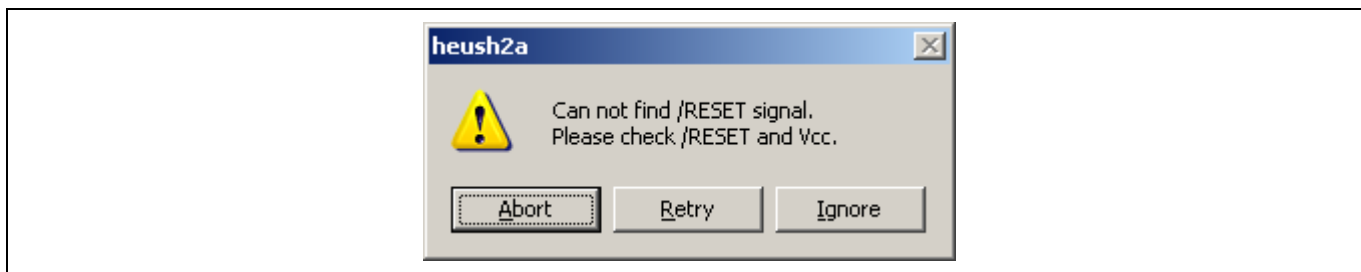 heush2a
Can not find /RESET signal.
Please check /RESET and Vcc.
Abort
Retry
Ignore